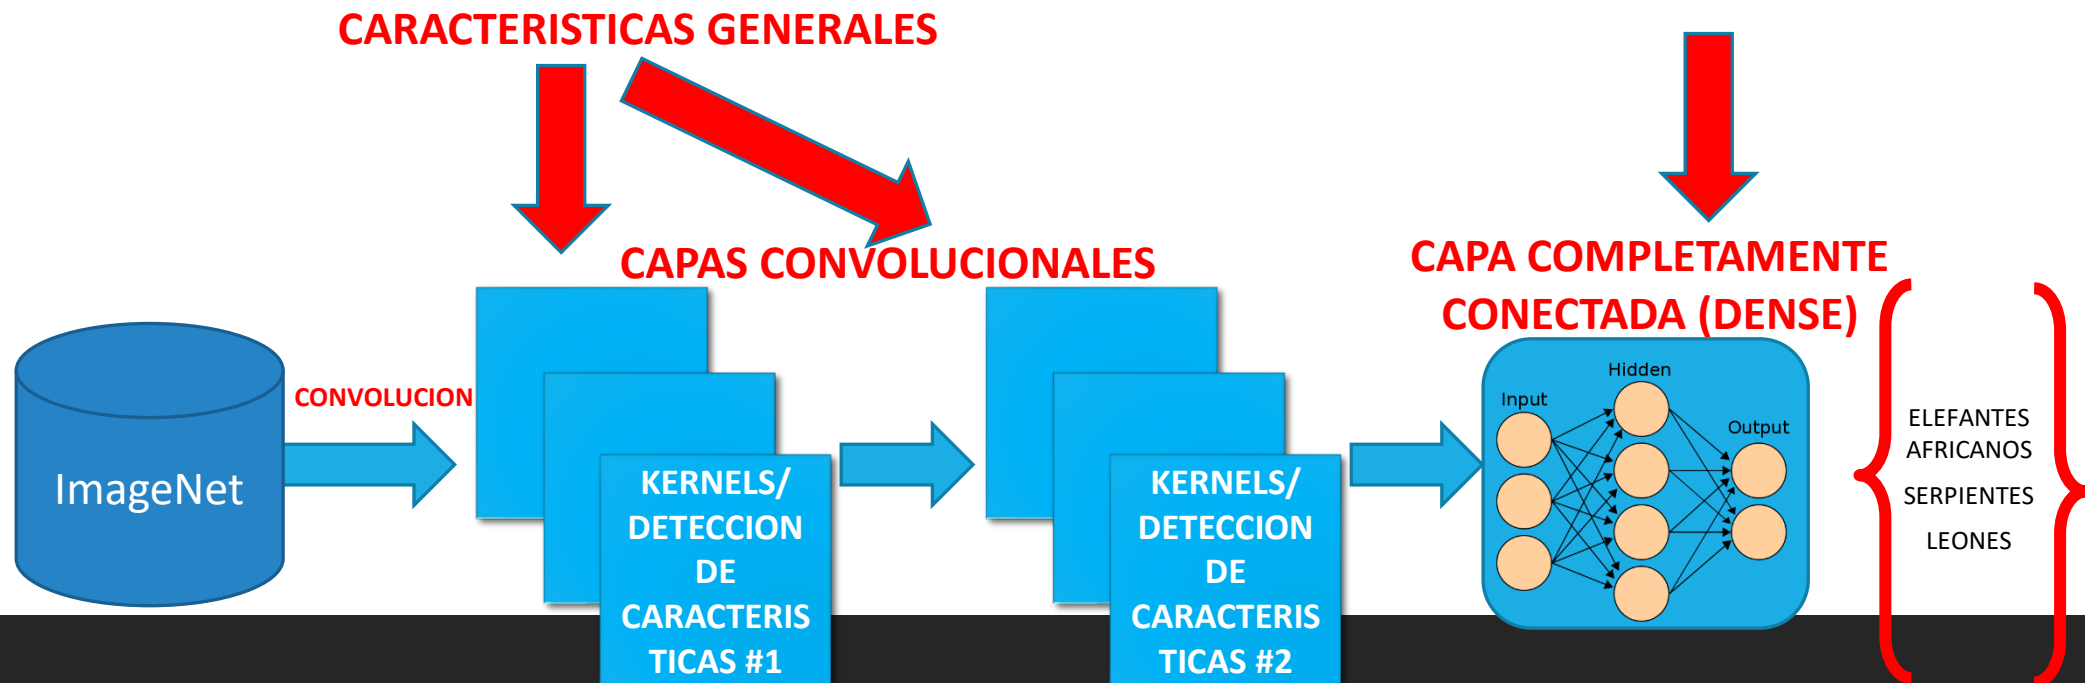 CARACTERISTICAS GENERALES
CAPAS CONVOLUCIONALES
CAPA COMPLETAMENTE
CONECTADA (DENSE)
ImageNet
CONVOLUCION
KERNELS/
DETECCION
DE
CARACTERIS
TICAS #1
KERNELS/
DETECCION
DE
CARACTERIS
TICAS #2
Input
Hidden
Output
ELEFANTES
AFRICANOS
SERPIENTES
LEONES